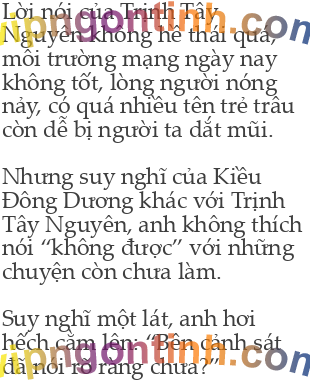 Lời nói của Trịnh Tây
Nguyên không hề thái quá,
môi trường mạng ngày nay
không tốt, lòng người nóng
nảy, có quá nhiều tên trẻ trâu
còn dễ bị người ta dắt mũi.
Nhưng suy nghĩ của Kiều
Đông Dương khác với Trịnh
Tây Nguyên, anh không thích
nói “không được” với những
chuyện còn chưa làm.
Suy nghĩ một lát, anh hơi
hếch cằm lên: “Bên cảnh sát
đã nói rõ ràng chưa?”
vipngontinh.com
vipngontinh.com